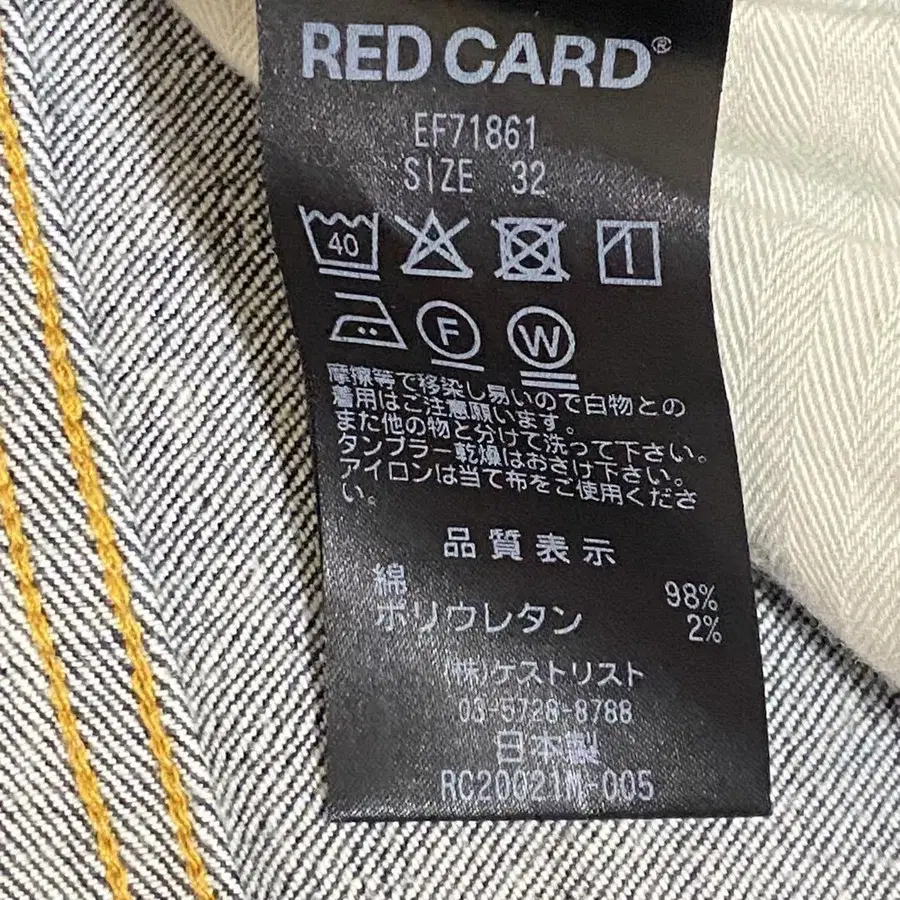 RED CARD®
EF71861
SIZE 32
40
F W
摩擦等で移染し易いので白物との
着用はご注意願います。
また他の物と分けて洗って下さい。
タンブラー乾燥はおさけ下さい。
アイロンは当て布をご使用くださ
い。
品質表示
綿 98%
ポリウレタン 2%
(株)ゲストリスト
03-5728-8788
日本製
RC20021M-005